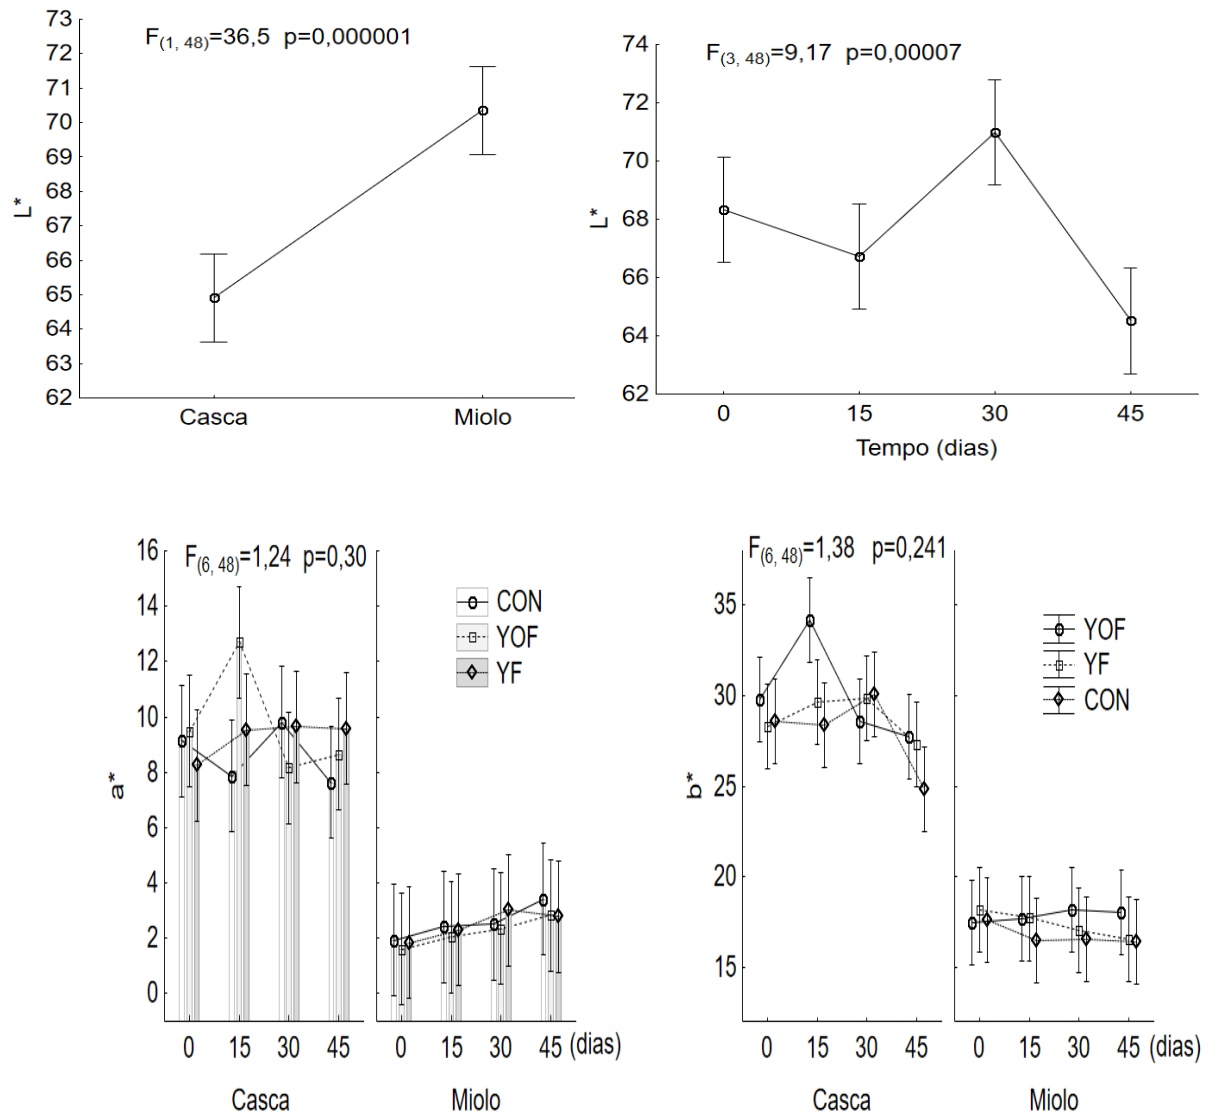 F(1, 48)=36,5 p=0,000001
73
72
71
70
69
68
67
66
65
64
63
62
L*
Casca Miolo
F(3, 48)=9,17 p=0,00007
74
72
70
68
66
64
62
L*
0 15 30 45
Tempo (dias)
F(6, 48)=1,24 p=0,30
16
14
12
10
8
6
4
2
0
a*
CON
YOF
YF
0 15 30 45 0 15 30 45 (dias)
Casca Miolo
F(6, 48)=1,38 p=0,241
35
30
25
20
15
b*
YOF
YF
CON
0 15 30 45 0 15 30 45 (dias)
Casca Miolo